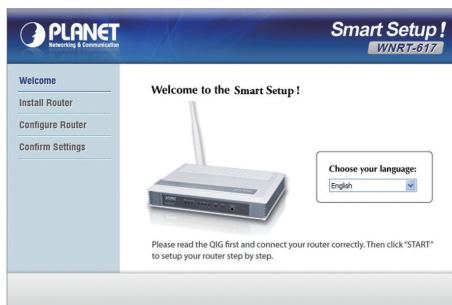 PLANET
Networking & Communication
Smart Setup!
WNRT-617
Welcome
Install Router
Configure Router
Confirm Settings
Welcome to the Smart Setup !
Choose your language:
English
Please read the QIG first and connect your router correctly. Then click “START”
to setup your router step by step.